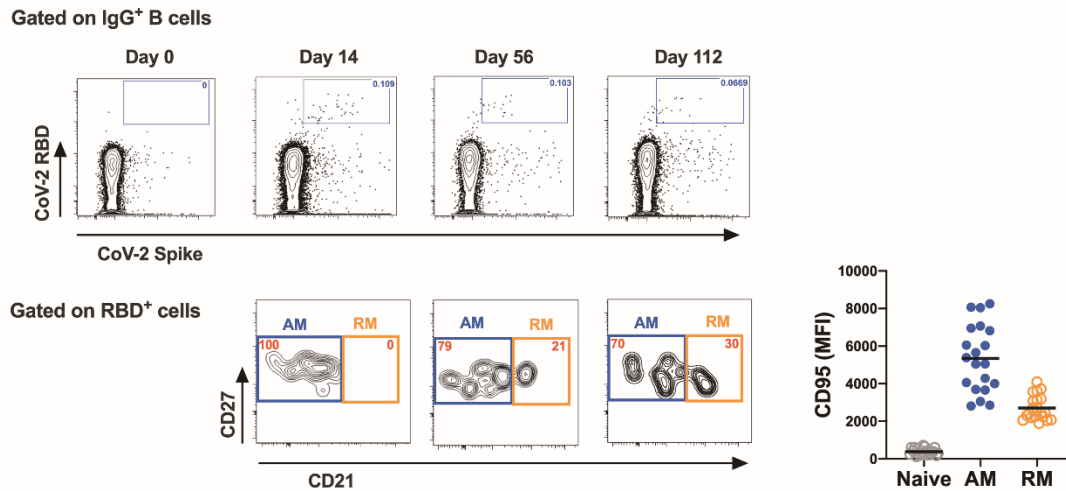 Gated on IgG⁺ B cells
Day 0
Day 14
Day 56
Day 112
0
0.109
0.103
0.0669
CoV-2 RBD
CoV-2 Spike
Gated on RBD⁺ cells
AM RM
100 0
AM RM
79 21
AM RM
70 30
CD27
CD21
CD95 (MFI)
10000
8000
6000
4000
2000
0
Naive AM RM